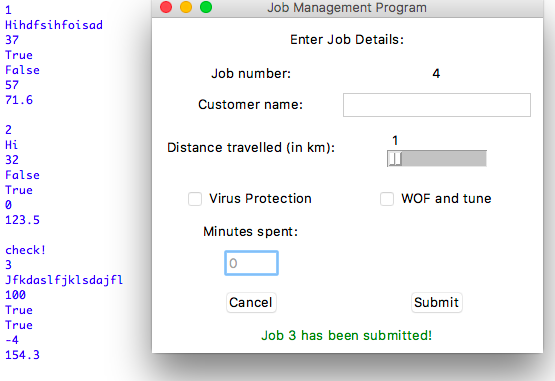 1
Hihdfsihfoisad
37
True
False
57
71.6
2
Hi
32
False
True
0
123.5
check!
3
Jfkdaslfjklsdajfl
100
True
True
-4
154.3
Job Management Program
Enter Job Details:
Job number: 4
Customer name:
Distance travelled (in km): 1
Virus Protection WOF and tune
Minutes spent:
0
Cancel Submit
Job 3 has been submitted!